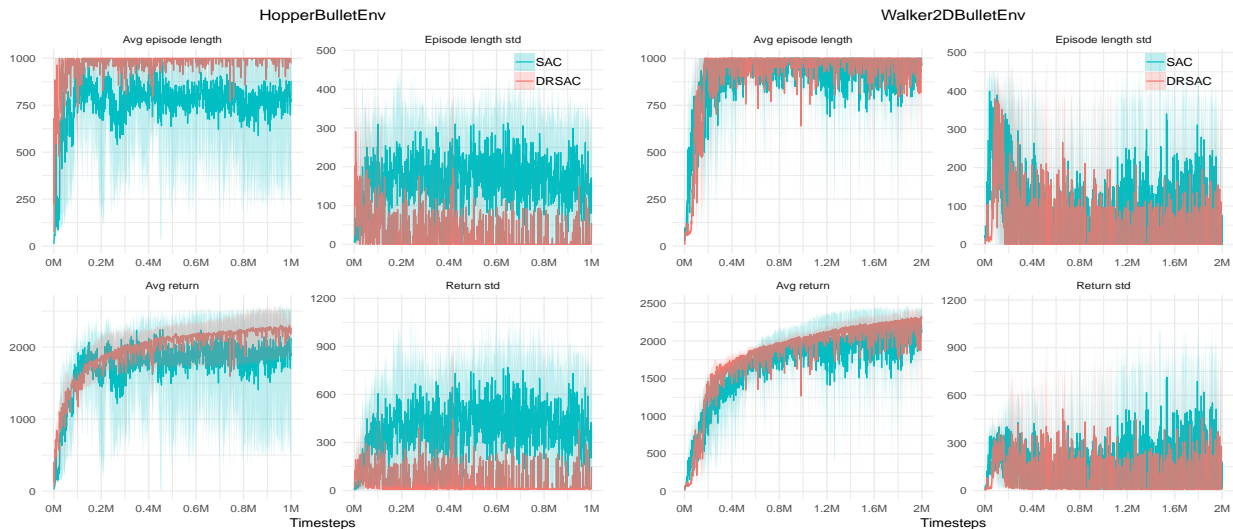 HopperBulletEnv
Avg episode length
Episode length std
1000
750
500
250
0
0M 0.2M 0.4M 0.6M 0.8M 1M
500
400
300
200
100
0
0M 0.2M 0.4M 0.6M 0.8M 1M
SAC
DRSAC
Avg return
Return std
2000
1000
0
0M 0.2M 0.4M 0.6M 0.8M 1M
1200
900
600
300
0
0M 0.2M 0.4M 0.6M 0.8M 1M
Walker2DBulletEnv
Avg episode length
Episode length std
1000
750
500
250
0
0M 0.4M 0.8M 1.2M 1.6M 2M
500
400
300
200
100
0
0M 0.4M 0.8M 1.2M 1.6M 2M
SAC
DRSAC
Avg return
Return std
2500
2000
1500
1000
500
0
0M 0.4M 0.8M 1.2M 1.6M 2M
1200
900
600
300
0
0M 0.4M 0.8M 1.2M 1.6M 2M
Timesteps
Timesteps